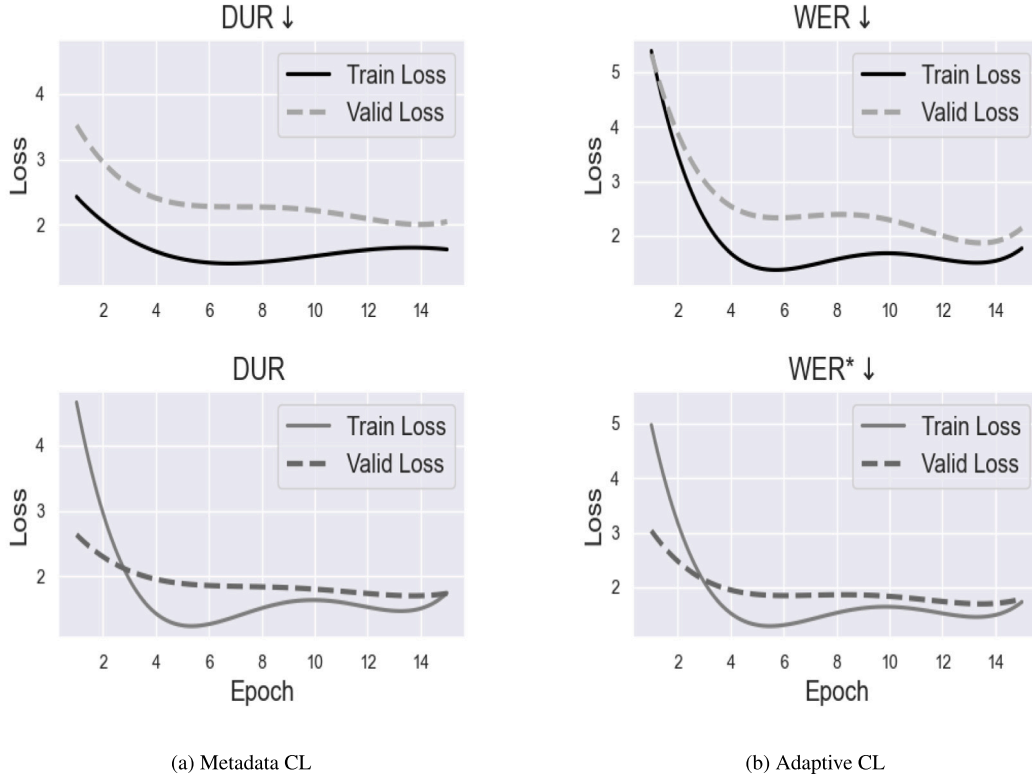 DUR ↓
4
3
2
Loss
Train Loss
Valid Loss
2 4 6 8 10 12 14
WER ↓
5
4
3
2
Loss
Train Loss
Valid Loss
2 4 6 8 10 12 14
DUR
4
3
2
Loss
Train Loss
Valid Loss
2 4 6 8 10 12 14
Epoch
WER* ↓
5
4
3
2
Loss
Train Loss
Valid Loss
2 4 6 8 10 12 14
Epoch
(a) Metadata CL
(b) Adaptive CL